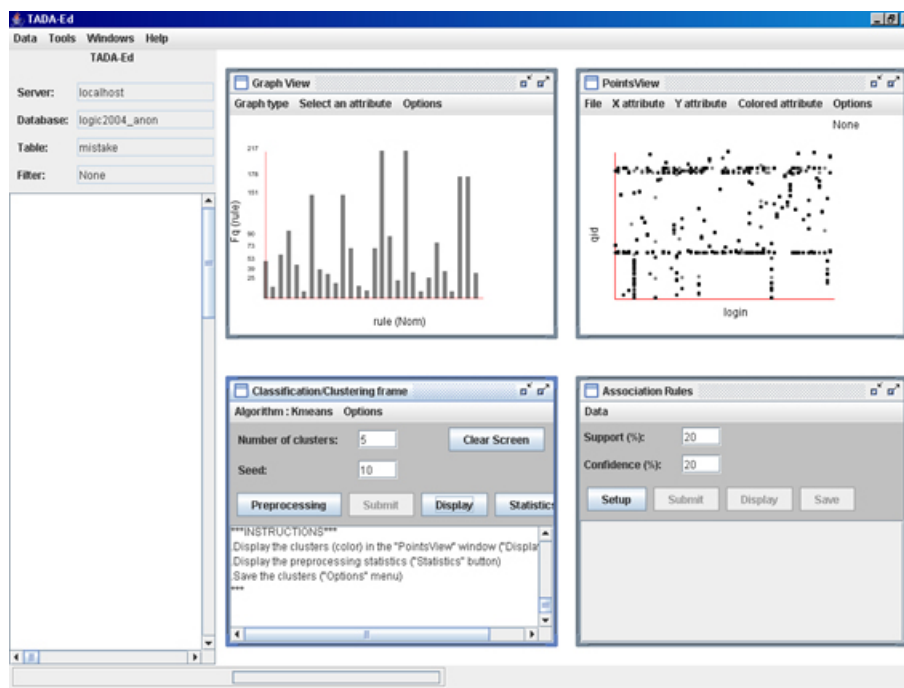 TADA-Ed
Data Tools Windows Help
TADA-Ed
Server: localhost
Database: logic2004_anon
Table: mistake
Filter: None
Graph View
Graph type Select an attribute Options
217
178
151
90
73
53
39
25
Fq (rule)
rule (Nom)
PointsView
File X attribute Y attribute Colored attribute Options
None
qid
login
Classification/Clustering frame
Algorithm : Kmeans Options
Number of clusters: 5 Clear Screen
Seed: 10
Preprocessing Submit Display Statistics
***INSTRUCTIONS***
.Display the clusters (color) in the "PointsView" window ("Displa
.Display the preprocessing statistics ("Statistics" button)
.Save the clusters ("Options" menu)
***
Association Rules
Data
Support (%): 20
Confidence (%): 20
Setup Submit Display Save